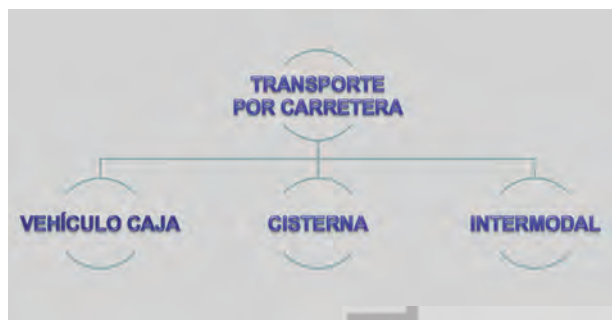 TRANSPORTE
POR CARRETERA
VEHÍCULO CAJA
CISTERNA
INTERMODAL